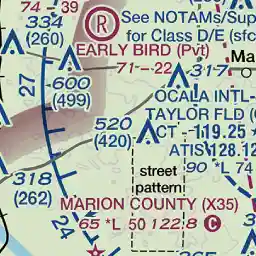 74 - 39
R
334
(260)
See NOTAMs/Sup
for Class D/E (sfc
EARLY BIRD (Pvt)
71 - 22
317
Ma
27
600
(499)
OCALA INTL-
TAYLOR FLD (
520
(420)
CT - 119.25
ATIS 128.12
90 *L 74
street
pattern
318
(262)
MARION COUNTY (X35)
65 *L 50 122.8 C
24